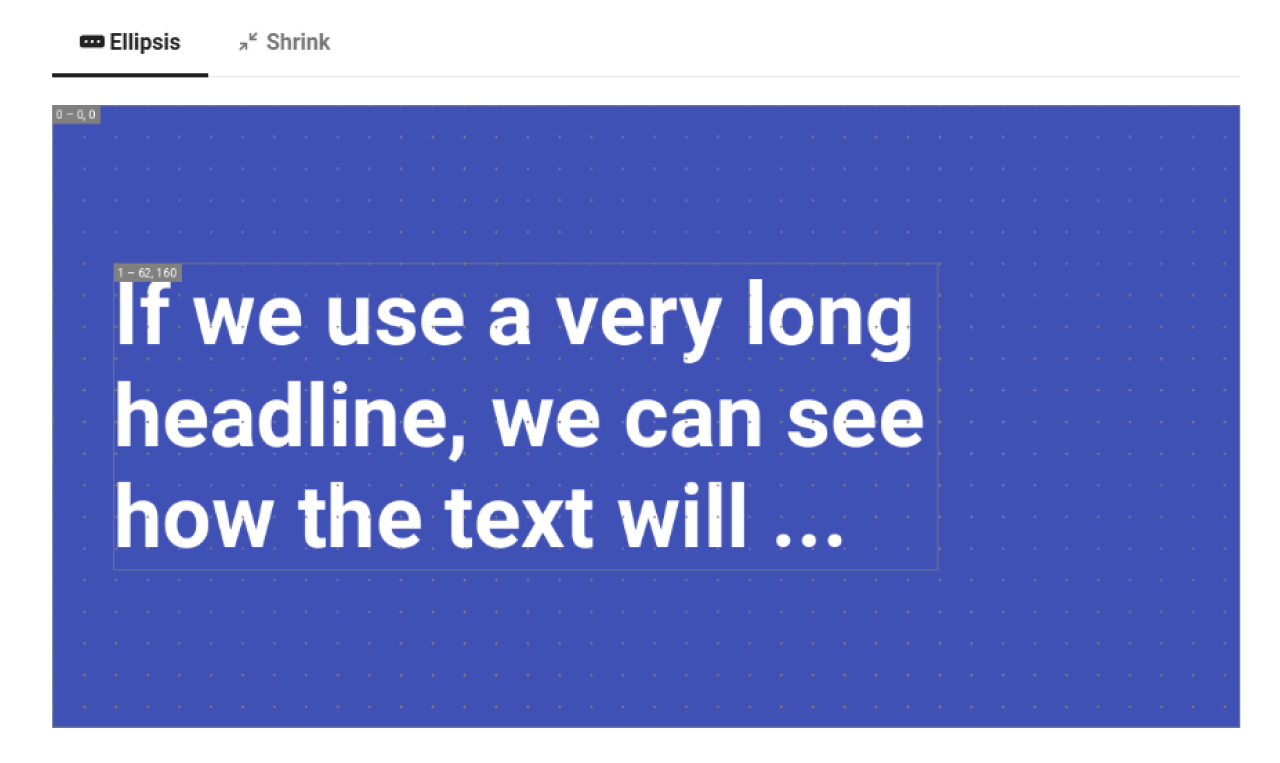 Ellipsis
Shrink
0 – 0, 0
1 – 62, 160
If we use a very long
headline, we can see
how the text will ...